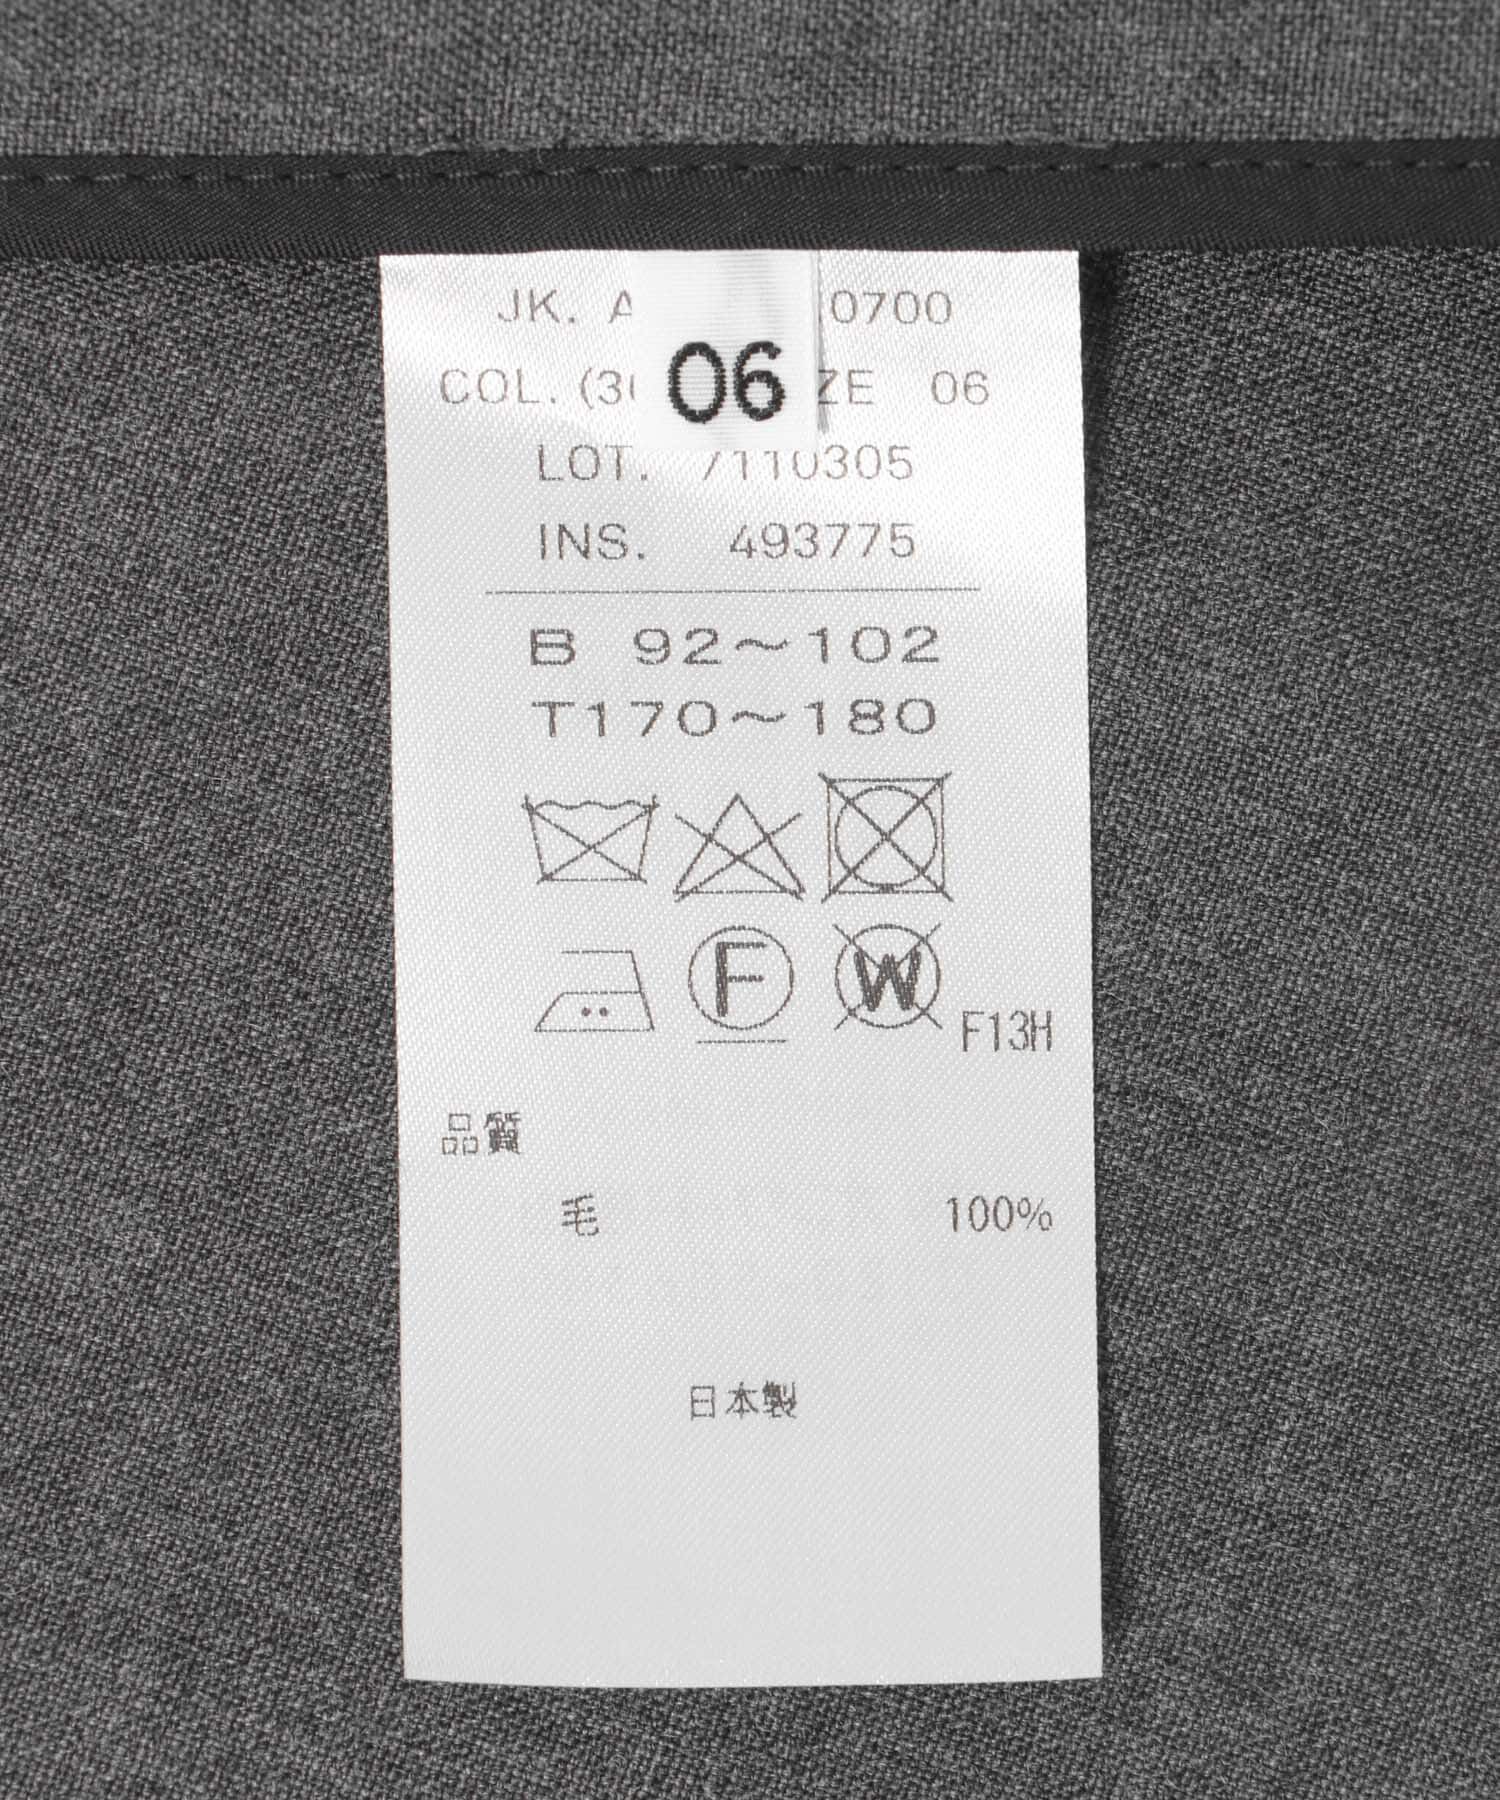 JK. A 0700
06
COL. (3 ZE 06
LOT. 7110305
INS. 493775
B 92～102
T170～180
F W F13H
品質
毛 100%
日本製